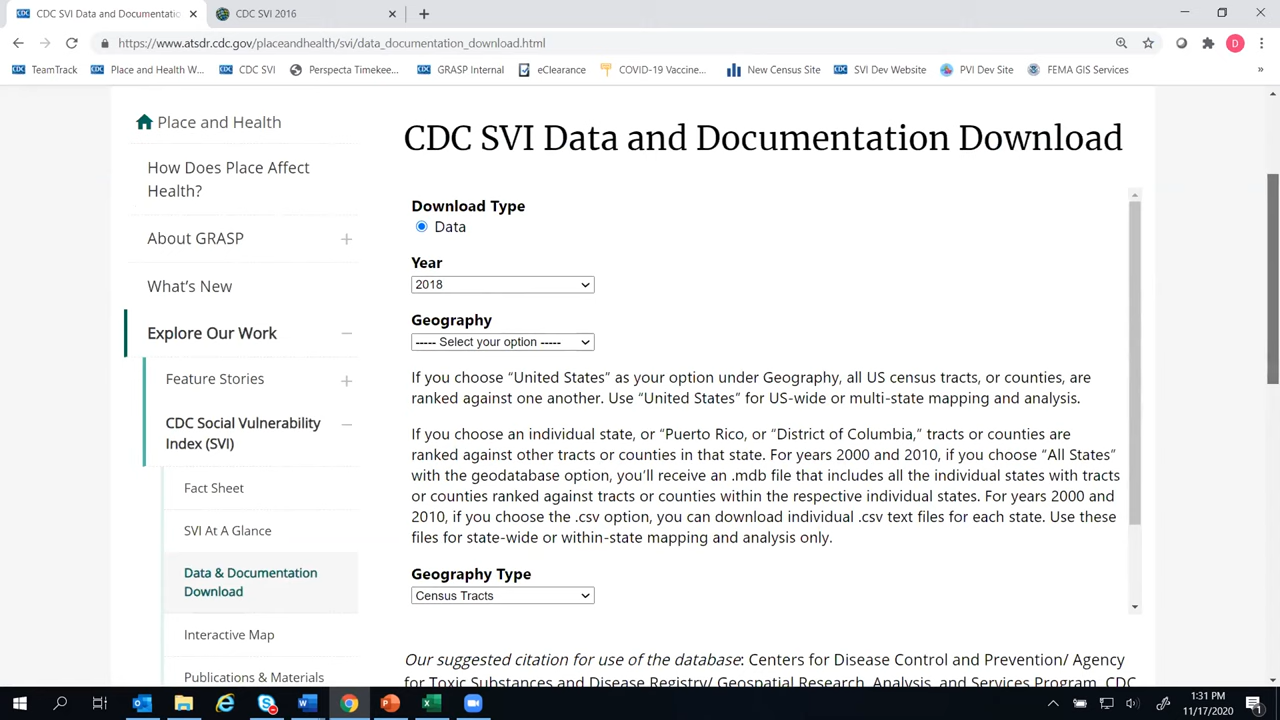 CDC SVI Data and Documentatio
CDC SVI 2016
https://www.atsdr.cdc.gov/placeandhealth/svi/data_documentation_download.html
D
TeamTrack
Place and Health W...
CDC SVI
Perspecta Timekee...
GRASP Internal
eClearance
COVID-19 Vaccine...
New Census Site
SVI Dev Website
PVI Dev Site
FEMA GIS Services
»
Place and Health
How Does Place Affect
Health?
About GRASP
What's New
Explore Our Work
Feature Stories
CDC Social Vulnerability
Index (SVI)
Fact Sheet
SVI At A Glance
Data & Documentation
Download
Interactive Map
Publications & Materials
CDC SVI Data and Documentation Download
Download Type
Data
Year
2018
Geography
----- Select your option -----
If you choose “United States” as your option under Geography, all US census tracts, or counties, are
ranked against one another. Use “United States” for US-wide or multi-state mapping and analysis.
If you choose an individual state, or “Puerto Rico, or “District of Columbia,” tracts or counties are
ranked against other tracts or counties in that state. For years 2000 and 2010, if you choose “All States”
with the geodatabase option, you’ll receive an .mdb file that includes all the individual states with tracts
or counties ranked against tracts or counties within the respective individual states. For years 2000 and
2010, if you choose the .csv option, you can download individual .csv text files for each state. Use these
files for state-wide or within-state mapping and analysis only.
Geography Type
Census Tracts
Our suggested citation for use of the database: Centers for Disease Control and Prevention/ Agency
for Toxic Substances and Disease Registry/ Geospatial Research, Analysis, and Services Program. CDC
1:31 PM
11/17/2020